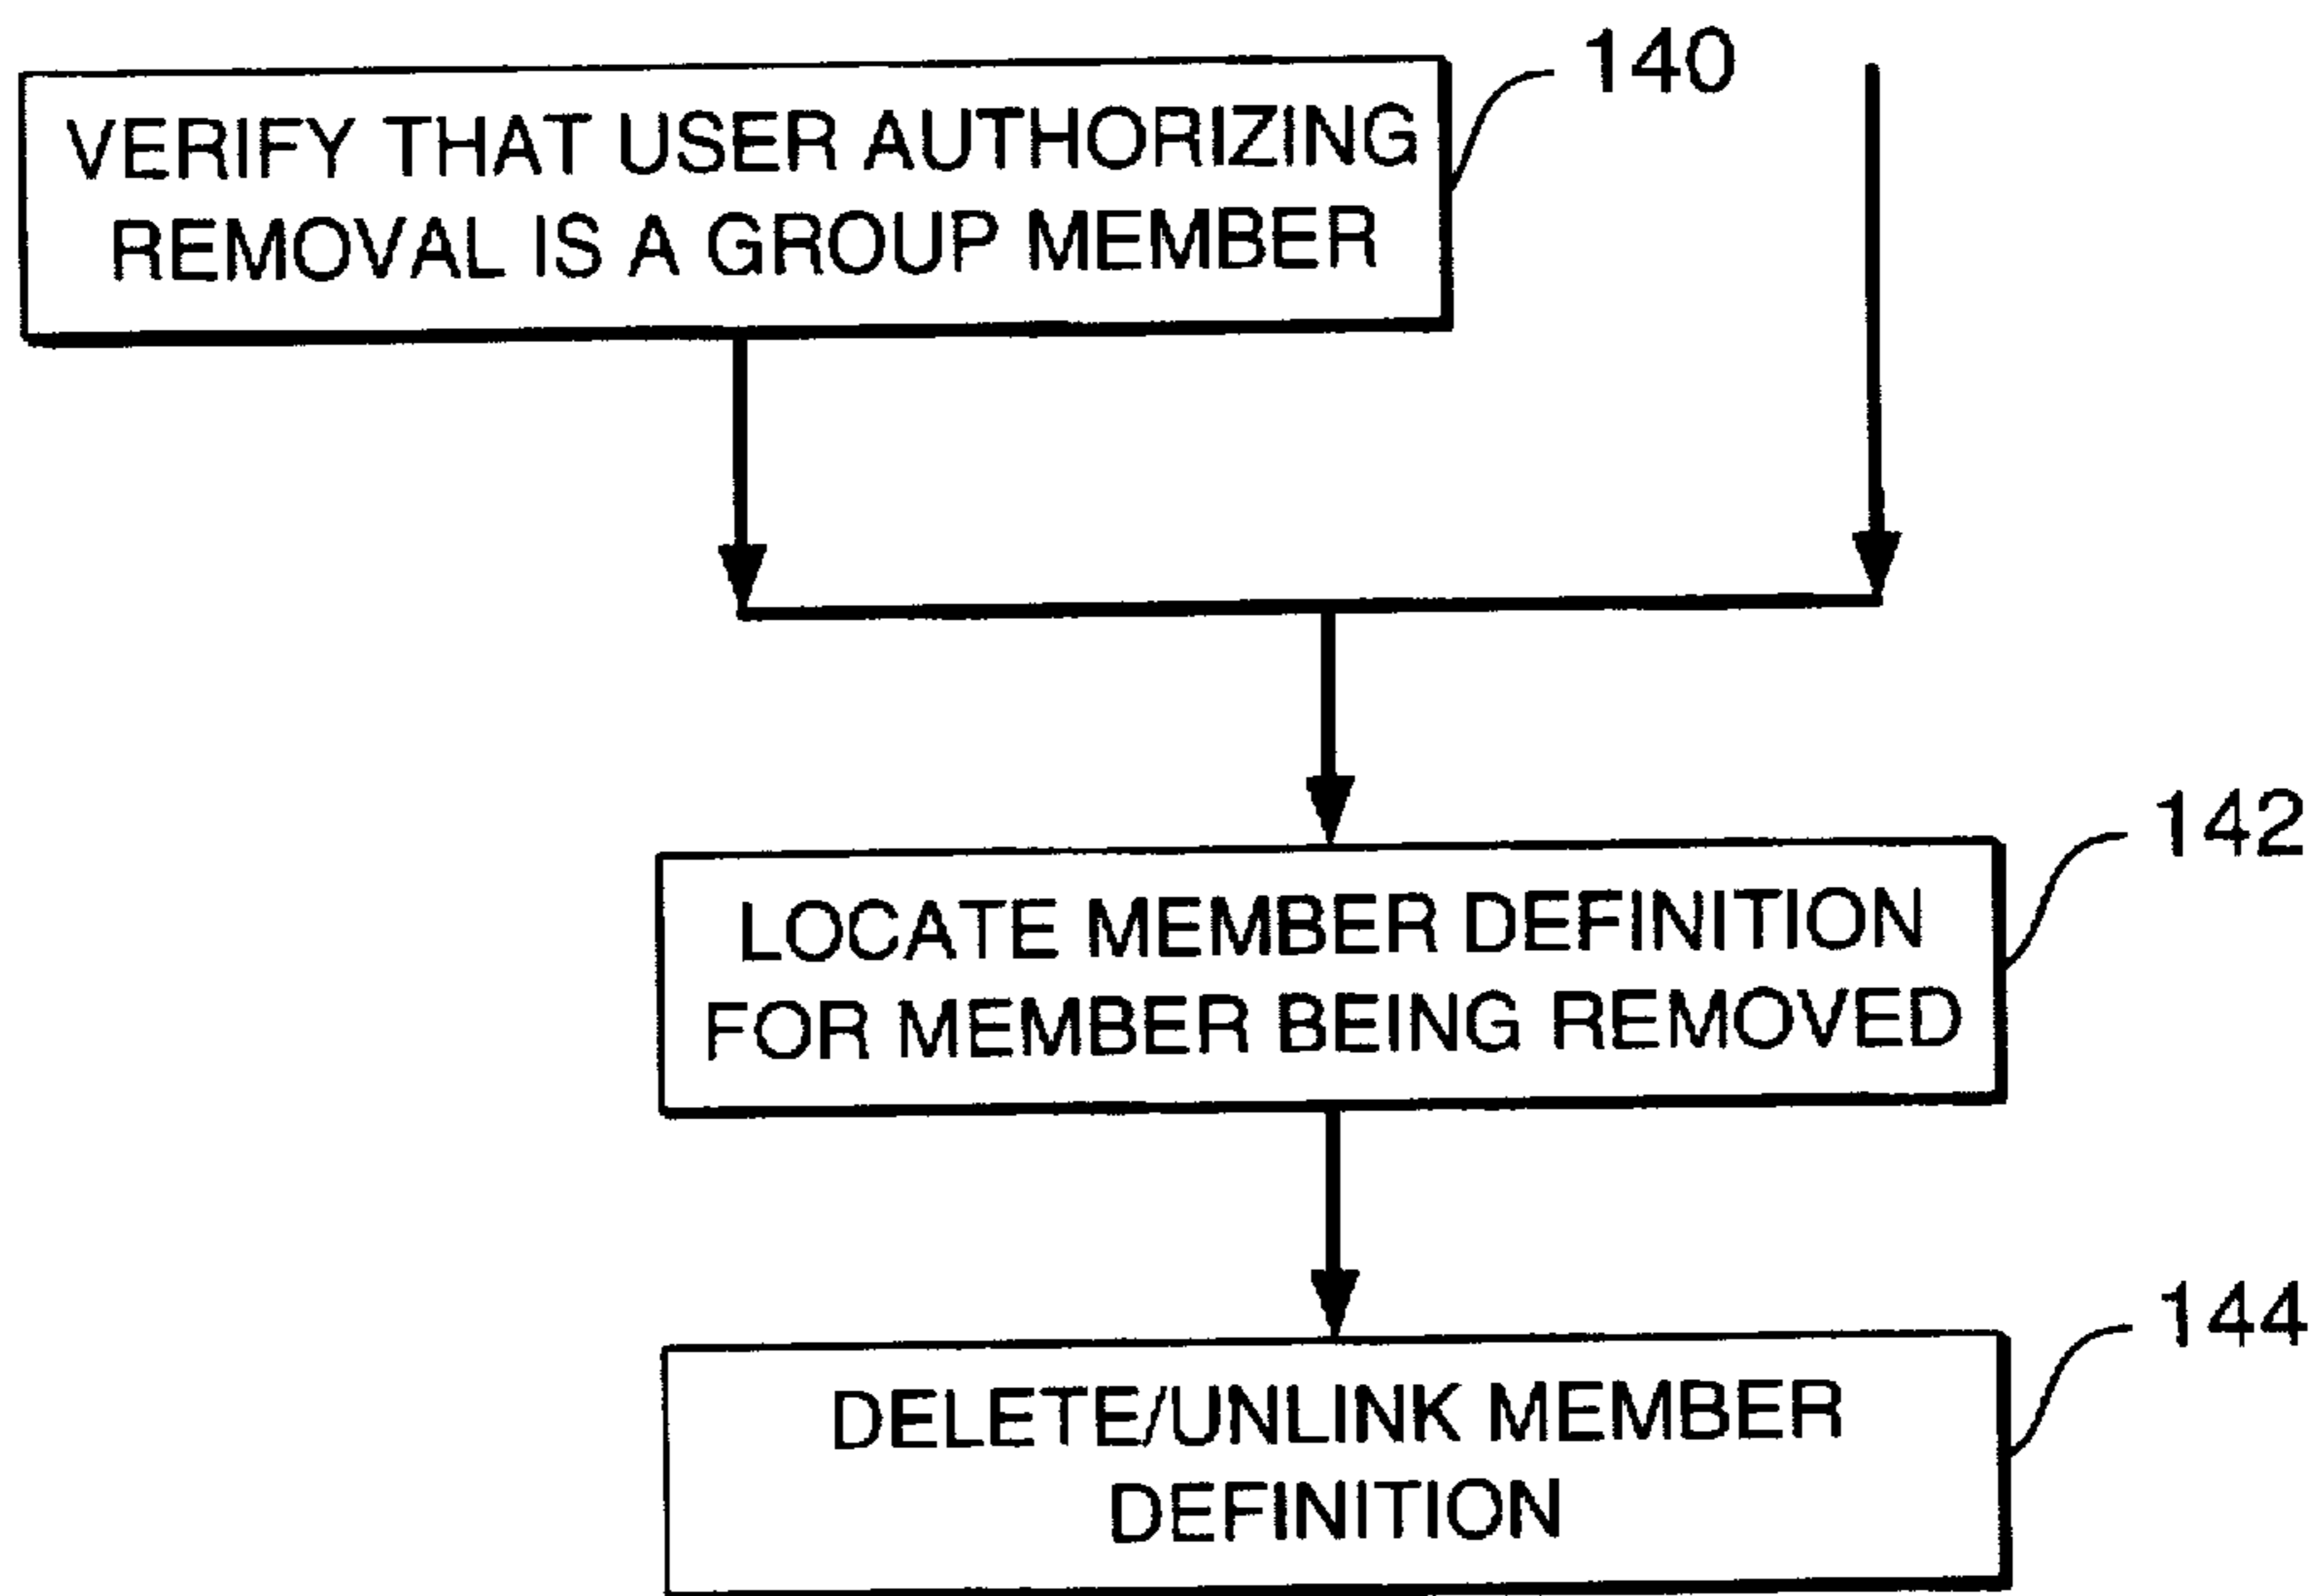 VERIFY THAT USER AUTHORIZING
REMOVAL IS A GROUP MEMBER
140
LOCATE MEMBER DEFINITION
FOR MEMBER BEING REMOVED
142
DELETE/UNLINK MEMBER
DEFINITION
144